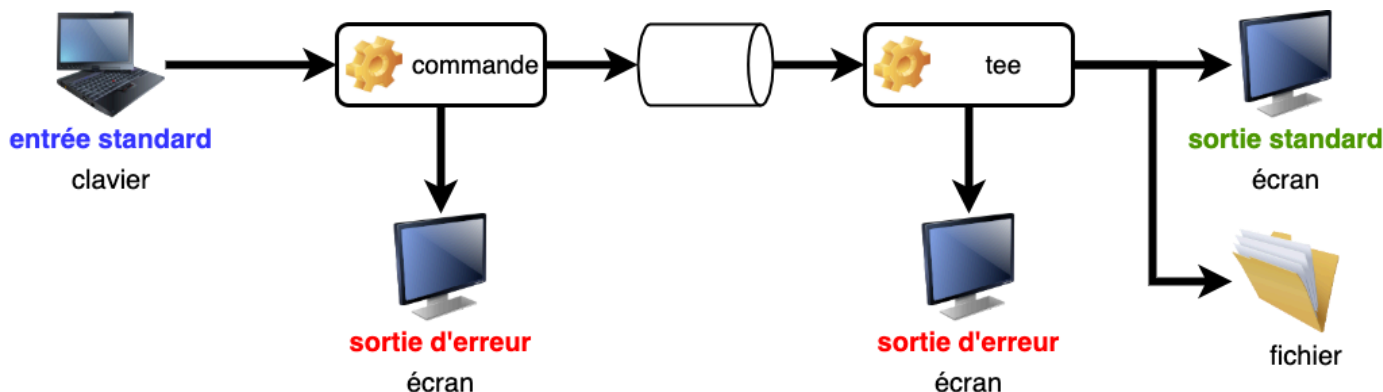 commande
tee
entrée standard
clavier
sortie standard
écran
sortie d'erreur
écran
sortie d'erreur
écran
fichier